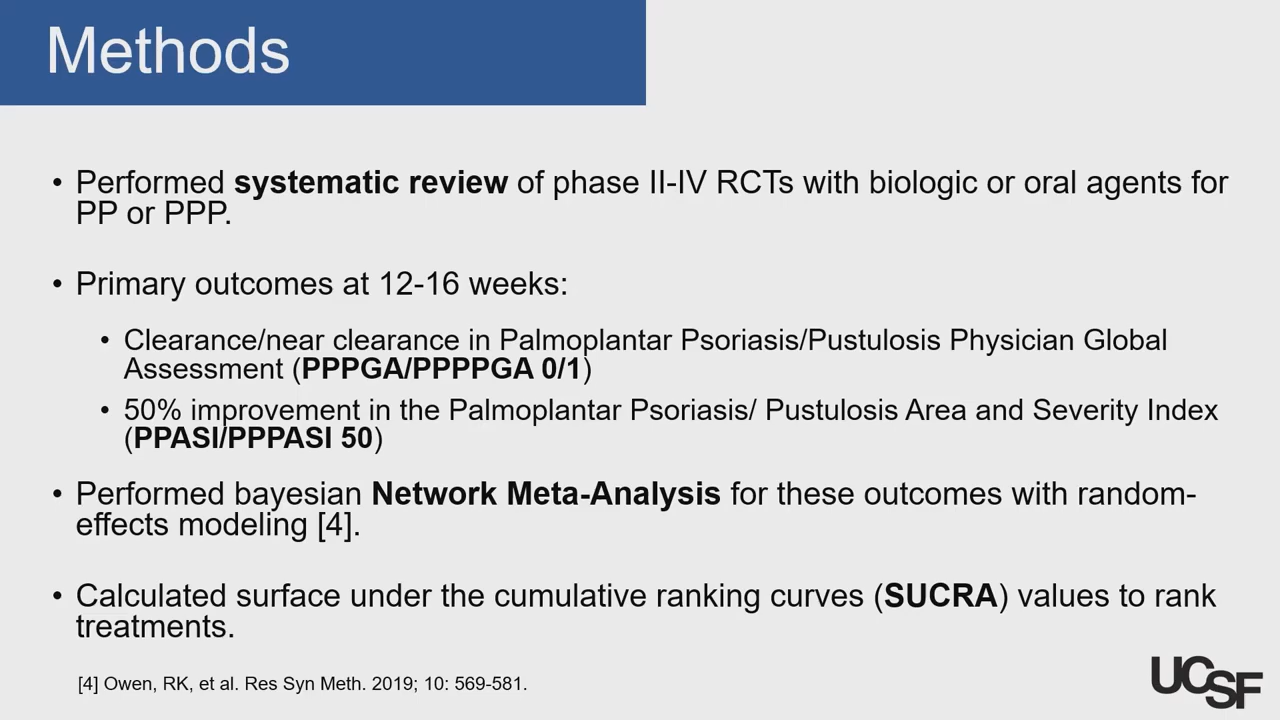 Methods
• Performed systematic review of phase II-IV RCTs with biologic or oral agents for
PP or PPP.
• Primary outcomes at 12-16 weeks:
• Clearance/near clearance in Palmoplantar Psoriasis/Pustulosis Physician Global
Assessment (PPPGA/PPPPGA 0/1)
• 50% improvement in the Palmoplantar Psoriasis/ Pustulosis Area and Severity Index
(PPASI/PPPASI 50)
• Performed bayesian Network Meta-Analysis for these outcomes with random-
effects modeling [4].
• Calculated surface under the cumulative ranking curves (SUCRA) values to rank
treatments.
[4] Owen, RK, et al. Res Syn Meth. 2019; 10: 569-581.
UCSF